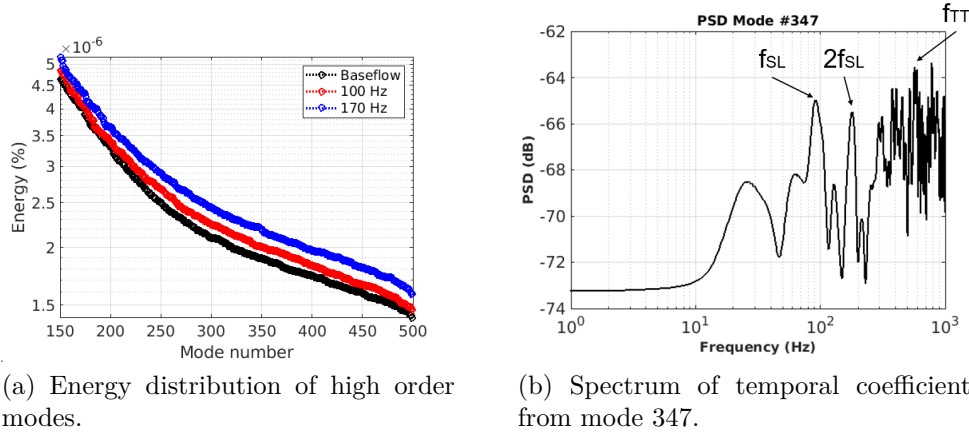 ×10⁻⁶
5
4.5
4
3.5
3
2.5
2
1.5
Energy (%)
Baseflow
100 Hz
170 Hz
150 200 250 300 350 400 450 500
Mode number
(a) Energy distribution of high order
modes.
PSD Mode #347
fTT
fSL
2fSL
-62
-64
-66
-68
-70
-72
-74
PSD (dB)
10⁰ 10¹ 10² 10³
Frequency (Hz)
(b) Spectrum of temporal coefficient
from mode 347.